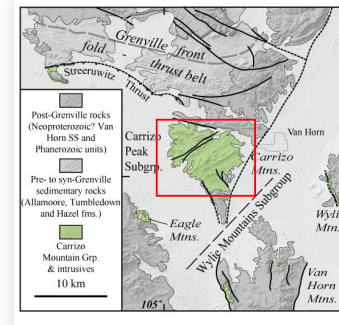 Grenville front
fold
thrust belt
Streeruwitz
Thrust
Post-Grenville rocks
(Neoproterozoic? Van
Horn SS and
Phanerozoic units)
Pre- to syn-Grenville
sedimentary rocks
(Allamoore, Tumbledown
and Hazel fms.)
Carrizo
Mountain Grp.
& intrusives
10 km
Carrizo
Peak
Subgrp.
Van Horn
Carrizo
Mtns.
Wylie Mountains Subgroup
Eagle
Mtns.
Wyli
Mtn
Van
Horn
Mtns.
105°